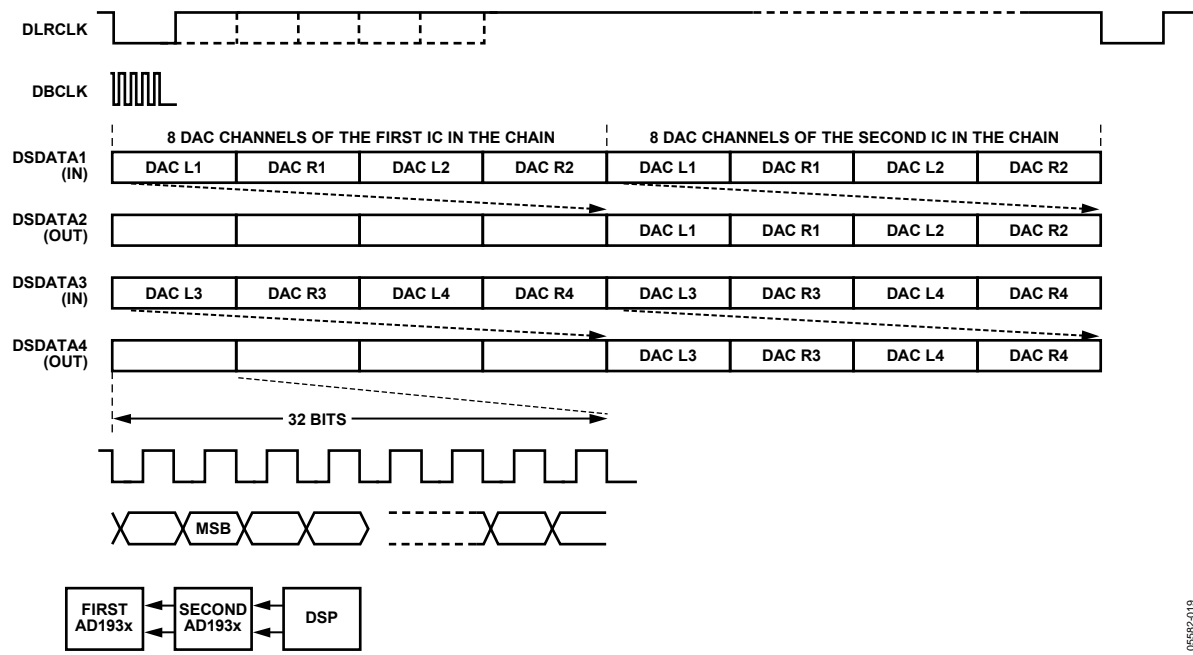 DLRCLK
DBCLK
8 DAC CHANNELS OF THE FIRST IC IN THE CHAIN 8 DAC CHANNELS OF THE SECOND IC IN THE CHAIN
DSDATA1
(IN)
DAC L1 DAC R1 DAC L2 DAC R2 DAC L1 DAC R1 DAC L2 DAC R2
DSDATA2
(OUT)
DAC L1 DAC R1 DAC L2 DAC R2
DSDATA3
(IN)
DAC L3 DAC R3 DAC L4 DAC R4 DAC L3 DAC R3 DAC L4 DAC R4
DSDATA4
(OUT)
DAC L3 DAC R3 DAC L4 DAC R4
32 BITS
MSB
FIRST
AD193x
SECOND
AD193x
DSP
05582-019